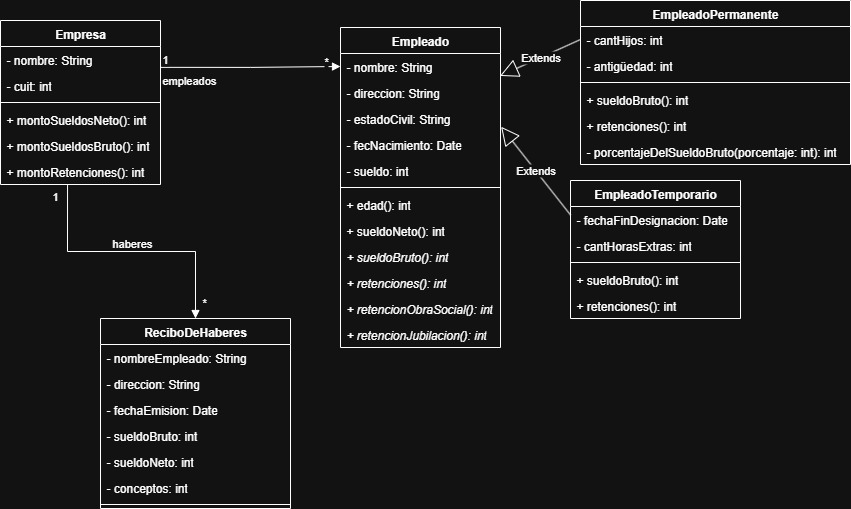 Empresa
- nombre: String
- cuit: int
+ montoSueldosNeto(): int
+ montoSueldosBruto(): int
+ montoRetenciones(): int
1
empleados
*
Empleado
- nombre: String
- direccion: String
- estadoCivil: String
- fecNacimiento: Date
- sueldo: int
+ edad(): int
+ sueldoNeto(): int
+ sueldoBruto(): int
+ retenciones(): int
+ retencionObraSocial(): int
+ retencionJubilacion(): int
Extends
EmpleadoPermanente
- cantHijos: int
- antigüedad: int
+ sueldoBruto(): int
+ retenciones(): int
- porcentajeDelSueldoBruto(porcentaje: int): int
Extends
EmpleadoTemporario
- fechaFinDesignacion: Date
- cantHorasExtras: int
+ sueldoBruto(): int
+ retenciones(): int
1
haberes
*
ReciboDeHaberes
- nombreEmpleado: String
- direccion: String
- fechaEmision: Date
- sueldoBruto: int
- sueldoNeto: int
- conceptos: int